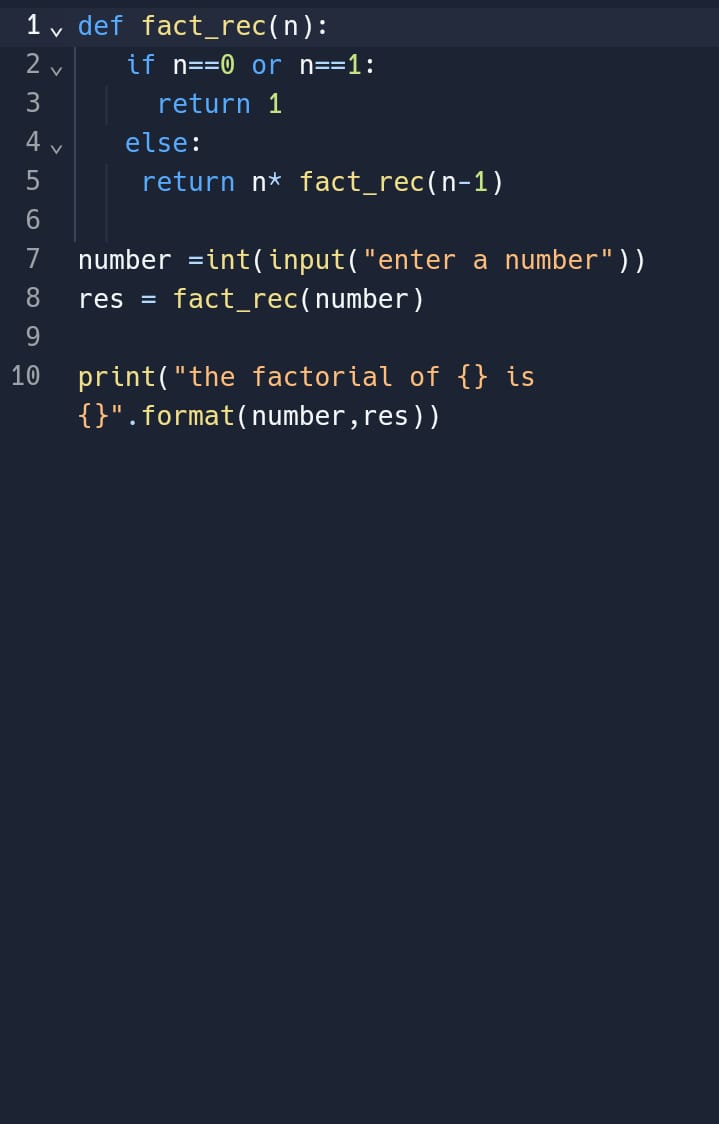 1 def fact_rec(n):
2    if n==0 or n==1:
3      return 1
4    else:
5     return n* fact_rec(n-1)
6
7 number =int(input("enter a number"))
8 res = fact_rec(number)
9
10 print("the factorial of {} is
{}".format(number,res))